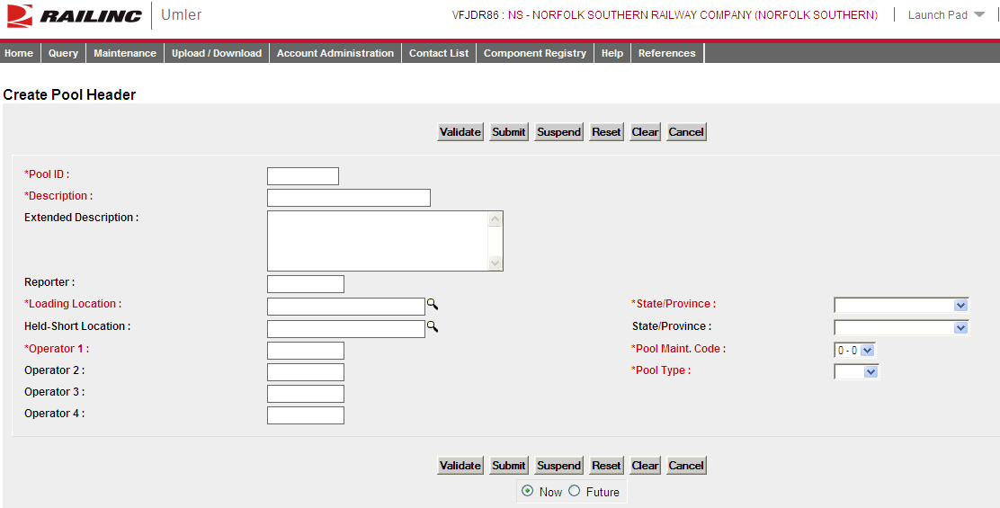 RAILINC Umler VFJDR86 : NS - NORFOLK SOUTHERN RAILWAY COMPANY (NORFOLK SOUTHERN) Launch Pad
Home Query Maintenance Upload / Download Account Administration Contact List Component Registry Help References
Create Pool Header
Validate Submit Suspend Reset Clear Cancel
*Pool ID :
*Description :
Extended Description :
Reporter :
*Loading Location : *State/Province :
Held-Short Location : State/Province :
*Operator 1 : *Pool Maint. Code : 0 - 0
Operator 2 : *Pool Type :
Operator 3 :
Operator 4 :
Validate Submit Suspend Reset Clear Cancel
Now Future